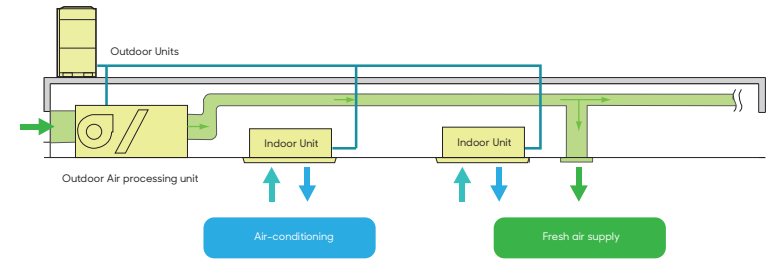 Outdoor Units
Indoor Unit
Indoor Unit
Outdoor Air processing unit
Air-conditioning
Fresh air supply